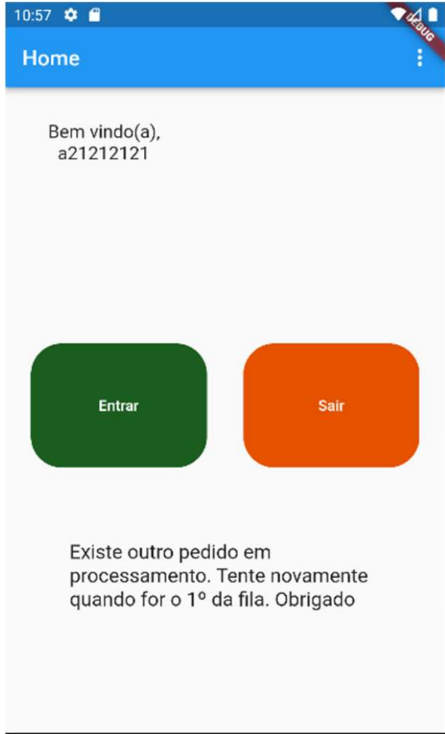 10:57
DEBUG
Home
Bem vindo(a),
a21212121
Entrar
Sair
Existe outro pedido em
processamento. Tente novamente
quando for o 1º da fila. Obrigado